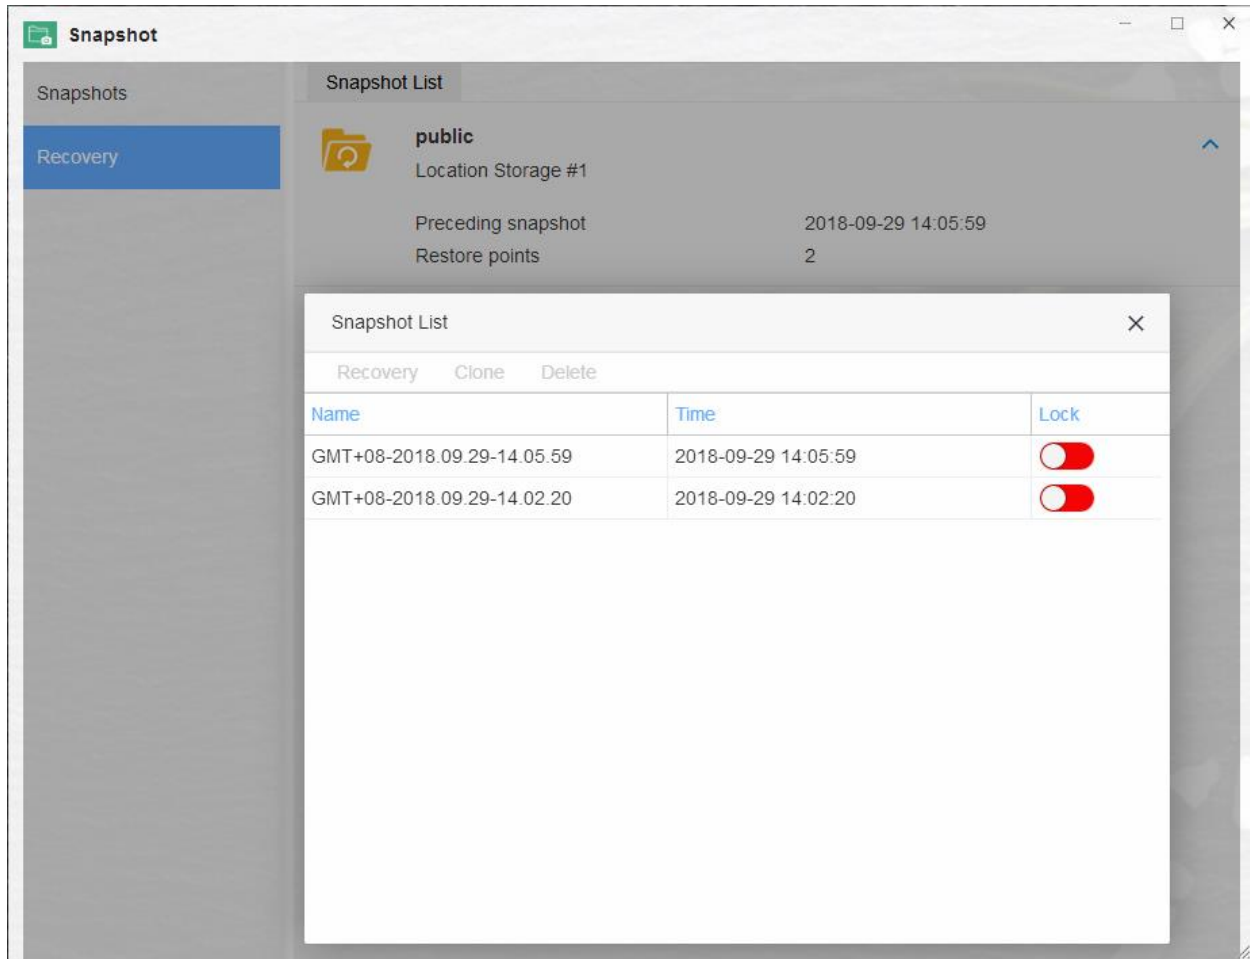 Snapshot
Snapshots
Recovery
Snapshot List
public
Location Storage #1
Preceding snapshot 2018-09-29 14:05:59
Restore points 2
Snapshot List
Recovery Clone Delete
Name Time Lock
GMT+08-2018.09.29-14.05.59 2018-09-29 14:05:59
GMT+08-2018.09.29-14.02.20 2018-09-29 14:02:20